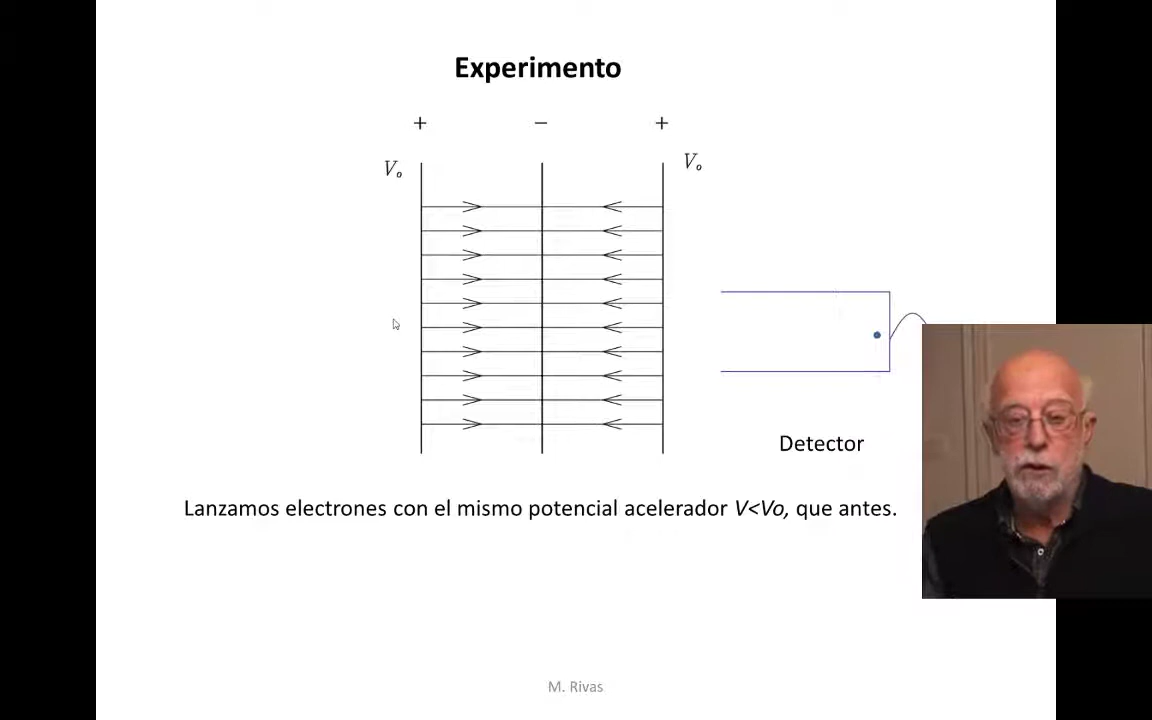 Experimento
+ − +
Vo Vo
Detector
Lanzamos electrones con el mismo potencial acelerador V<Vo, que antes.
M. Rivas